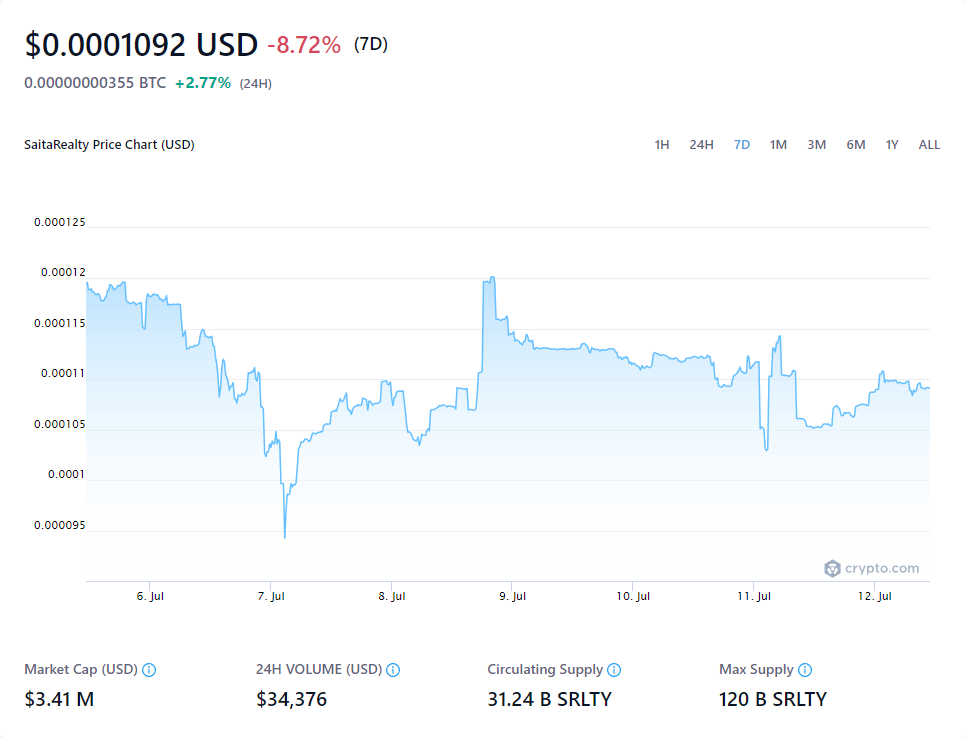 $0.0001092 USD -8.72% (7D)
0.00000000355 BTC +2.77% (24H)
SaitaRealty Price Chart (USD) 1H 24H 7D 1M 3M 6M 1Y ALL
0.000125
0.00012
0.000115
0.00011
0.000105
0.0001
0.000095
crypto.com
6. Jul 7. Jul 8. Jul 9. Jul 10. Jul 11. Jul 12. Jul
Market Cap (USD) 24H VOLUME (USD) Circulating Supply Max Supply
$3.41 M $34,376 31.24 B SRLTY 120 B SRLTY